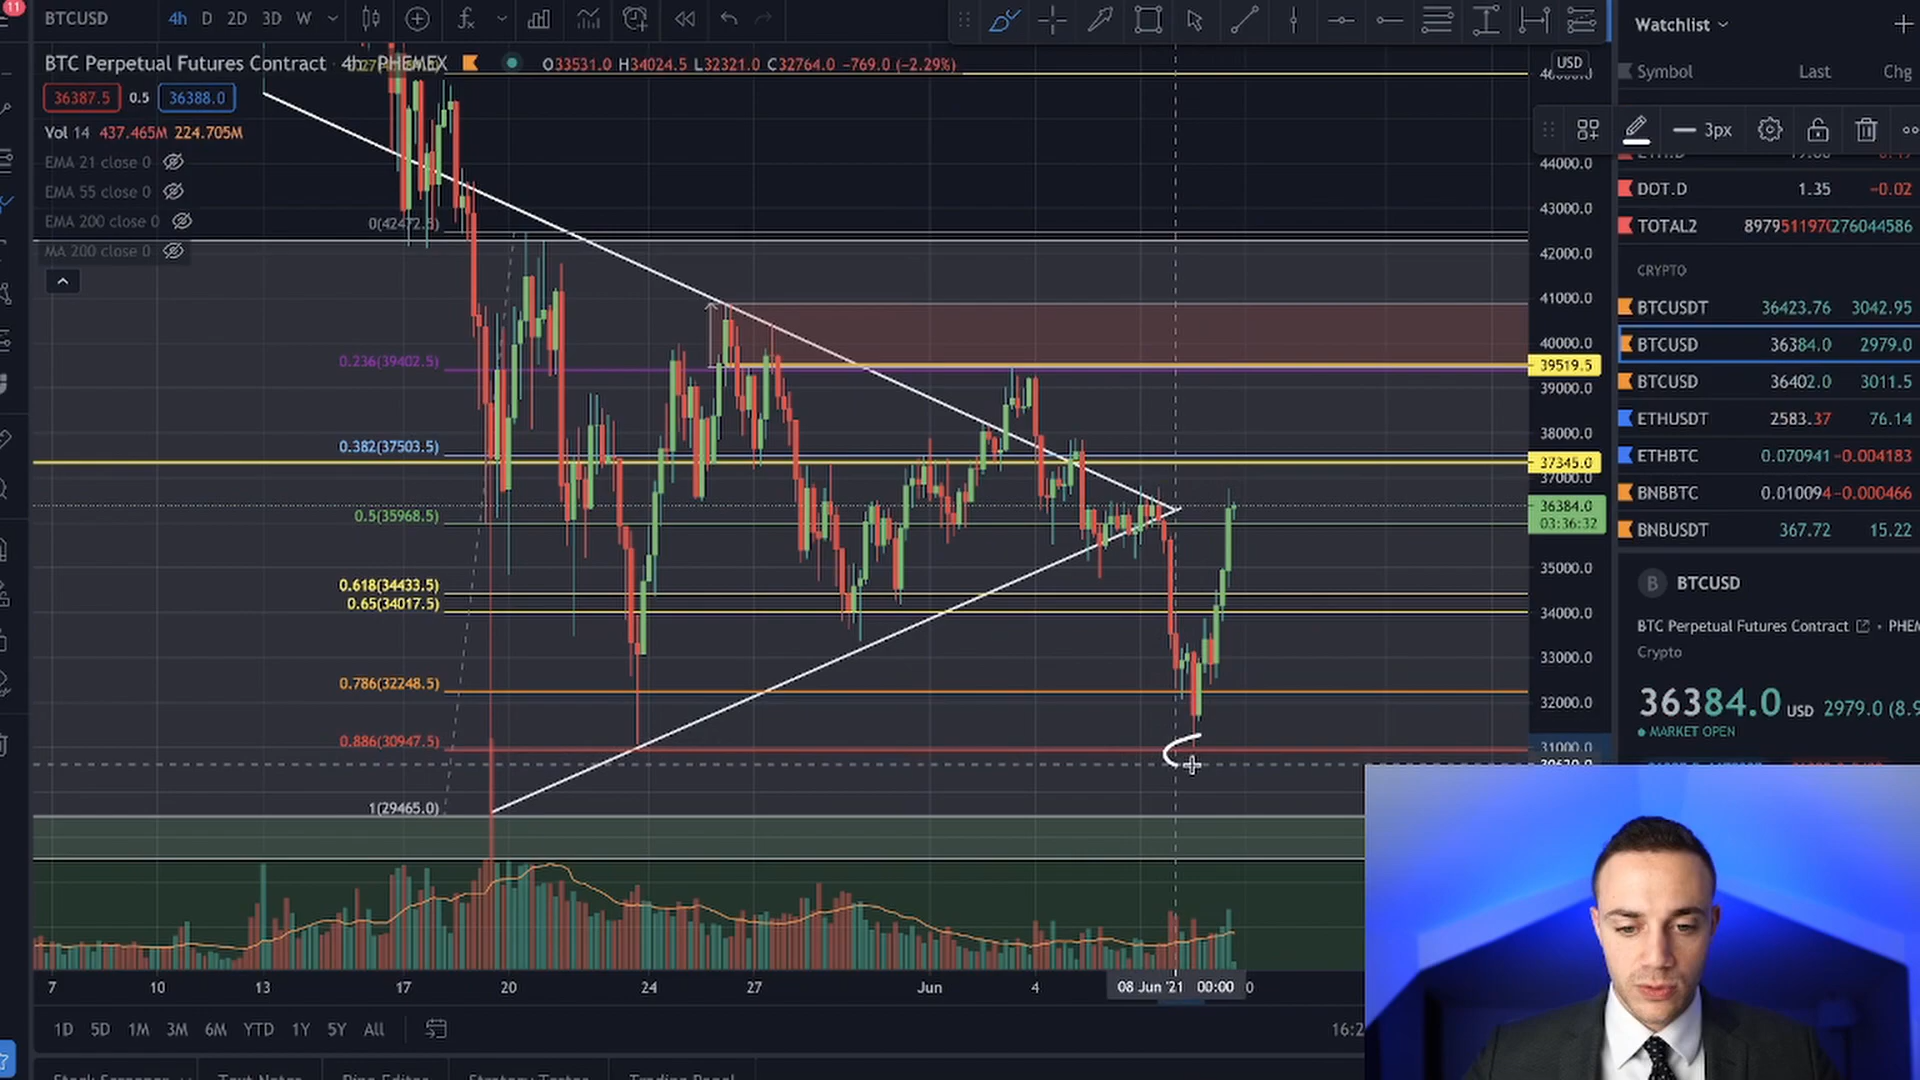 11
BTCUSD 4h D 2D 3D W
Watchlist
BTC Perpetual Futures Contract 4h PHEMEX O33531.0 H34024.5 L32321.0 C32764.0 −769.0 (−2.29%)
USD
Symbol Last Chg
36387.5 0.5 36388.0
Vol 14 437.465M 224.705M
EMA 21 close 0
EMA 55 close 0
EMA 200 close 0
MA 200 close 0
3px
DOT.D 1.35 −0.02
TOTAL2 8979511970 276044586
CRYPTO
BTCUSDT 36423.76 3042.95
BTCUSD 36384.0 2979.0
BTCUSD 36402.0 3011.5
ETHUSDT 2583.37 76.14
ETHBTC 0.070941 −0.004183
BNBBTC 0.010094 −0.000466
BNBUSDT 367.72 15.22
B BTCUSD
BTC Perpetual Futures Contract • PHEM
Crypto
36384.0 USD 2979.0 (8.9
MARKET OPEN
0(42472.5)
0.236(39402.5)
0.382(37503.5)
0.5(35968.5)
0.618(34433.5)
0.65(34017.5)
0.786(32248.5)
0.886(30947.5)
1(29465.0)
44000.0
43000.0
42000.0
41000.0
40000.0
39519.5
39000.0
38000.0
37345.0
37000.0
36384.0
03:36:32
35000.0
34000.0
33000.0
32000.0
31000.0
7 10 13 17 20 24 27 Jun 4 08 Jun '21 00:00 0
1D 5D 1M 3M 6M YTD 1Y 5Y All
16:2